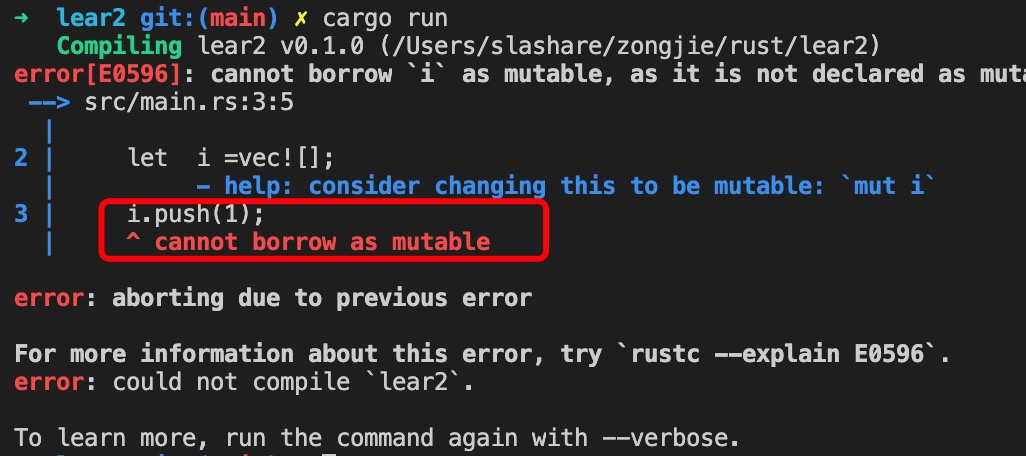 ➜  lear2 git:(main) ✗ cargo run
   Compiling lear2 v0.1.0 (/Users/slashare/zongjie/rust/lear2)
error[E0596]: cannot borrow `i` as mutable, as it is not declared as muta
 --> src/main.rs:3:5
  |
2 |     let  i =vec![];
  |          - help: consider changing this to be mutable: `mut i`
3 |     i.push(1);
  |     ^ cannot borrow as mutable
error: aborting due to previous error
For more information about this error, try `rustc --explain E0596`.
error: could not compile `lear2`.
To learn more, run the command again with --verbose.